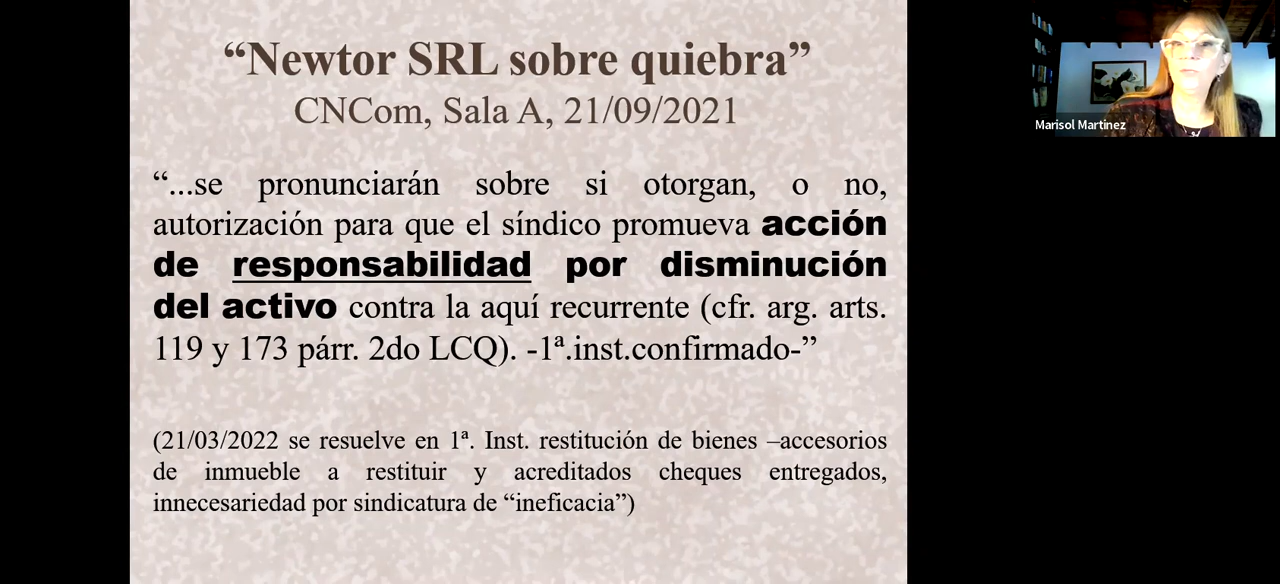 “Newtor SRL sobre quiebra”
CNCom, Sala A, 21/09/2021
“...se pronunciarán sobre si otorgan, o no,
autorización para que el síndico promueva acción
de responsabilidad por disminución
del activo contra la aquí recurrente (cfr. arg. arts.
119 y 173 párr. 2do LCQ). -1ª.inst.confirmado-”
(21/03/2022 se resuelve en 1ª. Inst. restitución de bienes –accesorios
de inmueble a restituir y acreditados cheques entregados,
innecesariedad por sindicatura de “ineficacia”)
Marisol Martinez